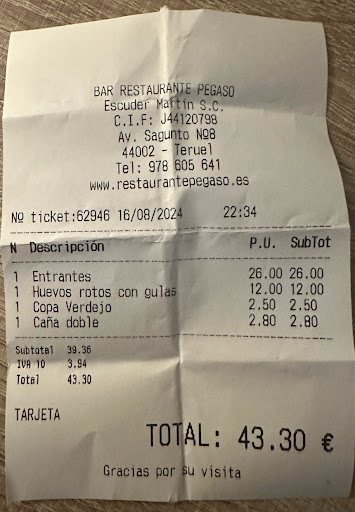 BAR RESTAURANTE PEGASO
Escuder Martin S.C.
C.I.F: J44120798
Av. Sagunto Nº8
44002 - Teruel
Tel: 978 605 641
www.restaurantepegaso.es
Nº ticket:62946 16/08/2024 22:34
N Descripción P.U. SubTot
1 Entrantes 26.00 26.00
1 Huevos rotos con gulas 12.00 12.00
1 Copa Verdejo 2.50 2.50
1 Caña doble 2.80 2.80
Subtotal 39.36
IVA 10 3.94
Total 43.30
TARJETA
TOTAL: 43.30 €
Gracias por su visita